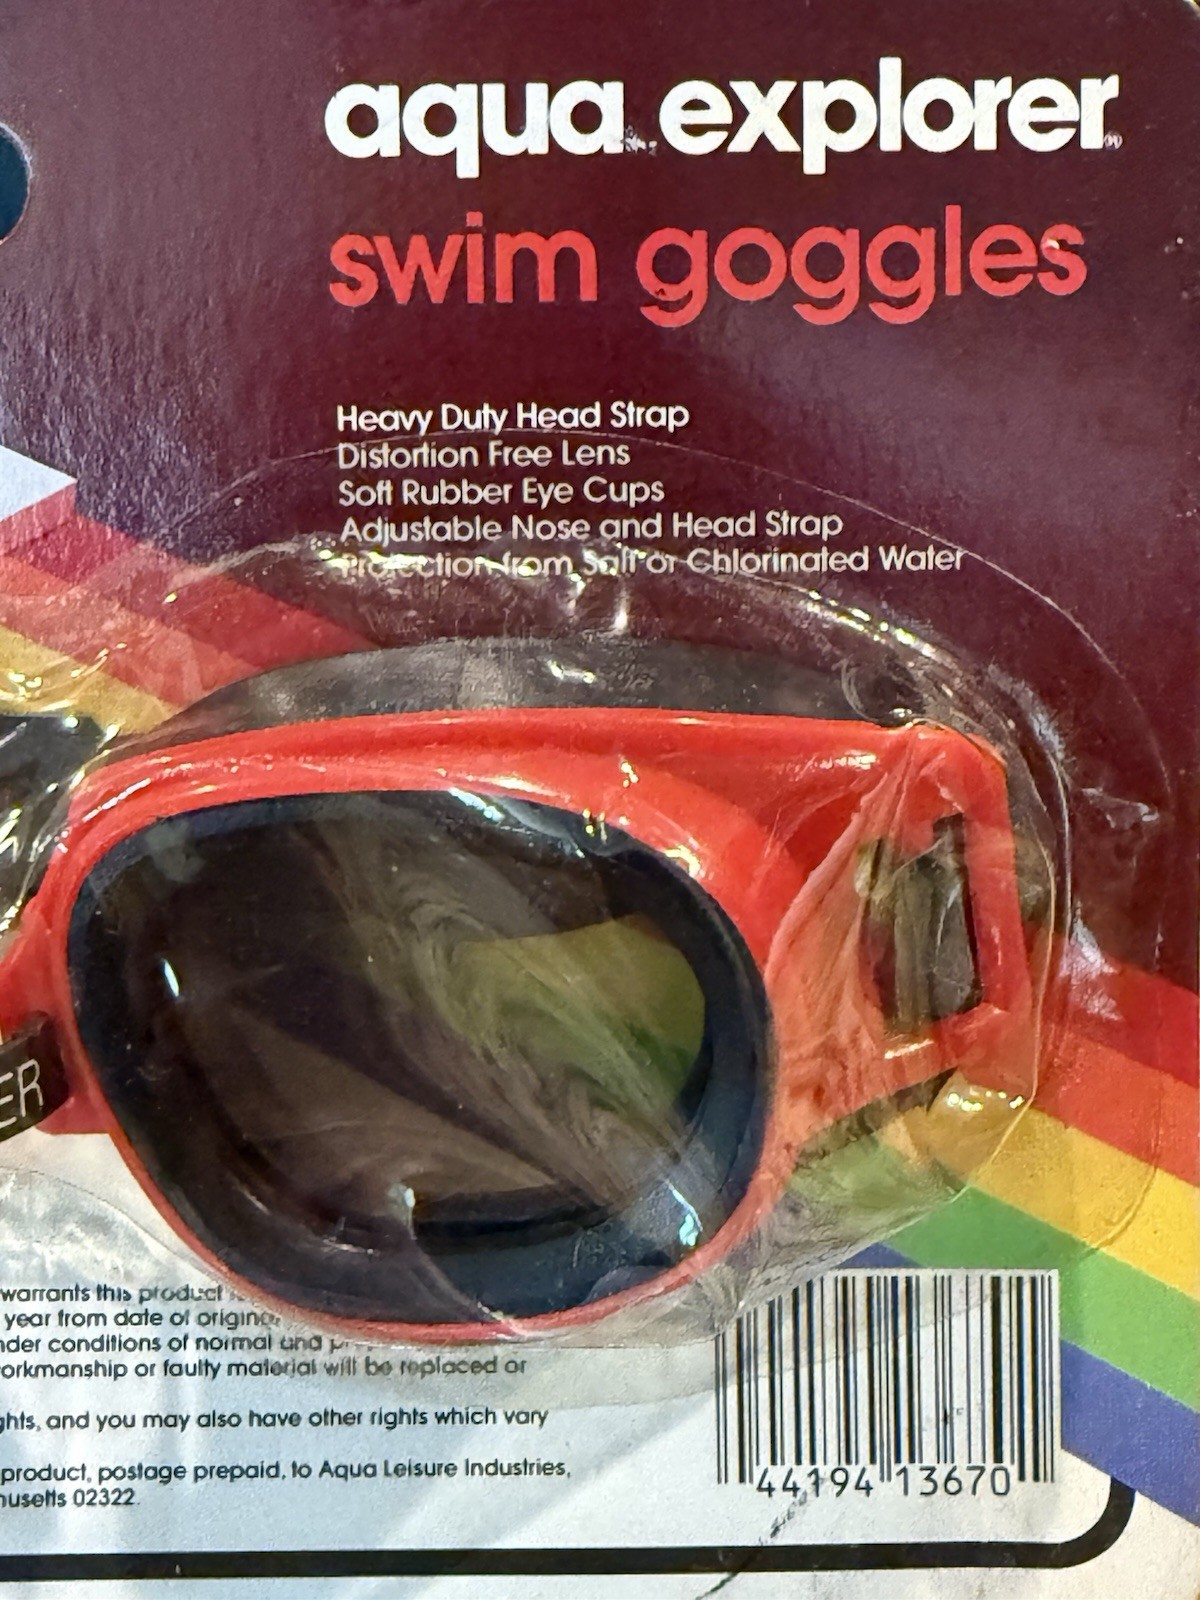 aqua explorer
swim goggles
Heavy Duty Head Strap
Distortion Free Lens
Soft Rubber Eye Cups
Adjustable Nose and Head Strap
Protection from Salt or Chlorinated Water
ER
warrants this product
year from date of origina
nder conditions of normal and
orkmanship or faulty material will be replaced or
ghts, and you may also have other rights which vary
product, postage prepaid, to Aqua Leisure Industries,
husetts 02322.
44194 13670